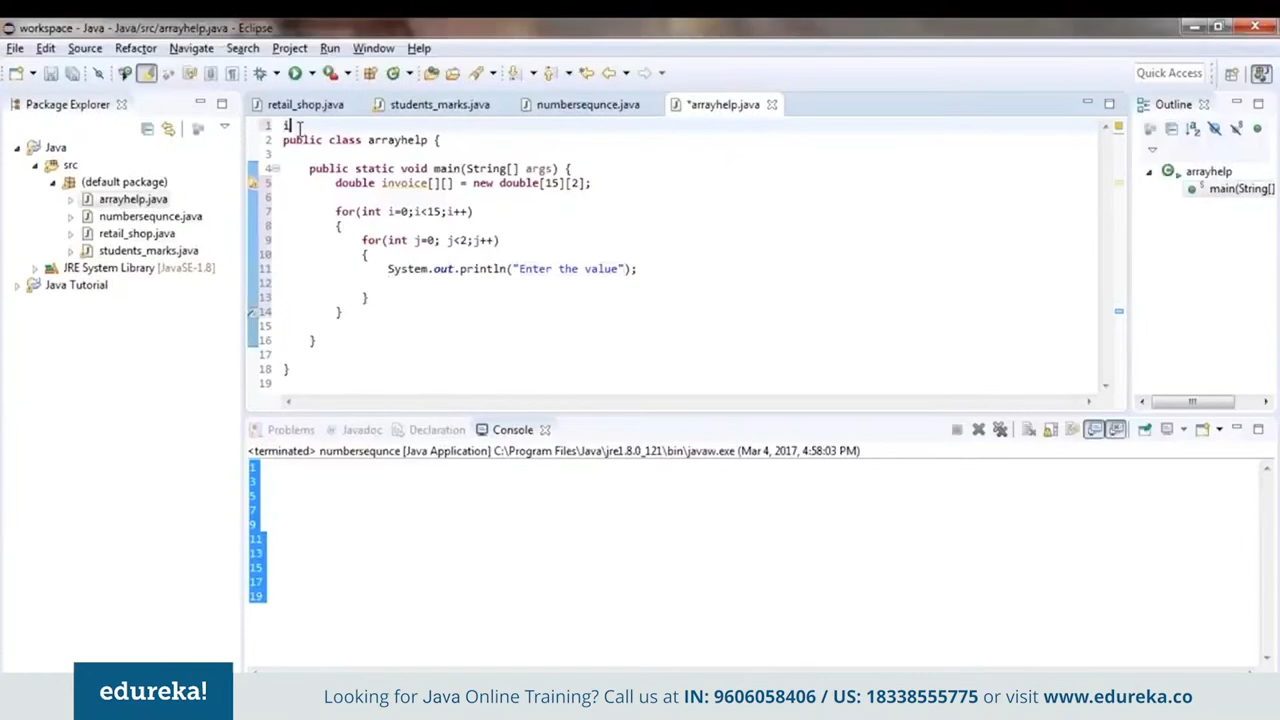 workspace - Java - Java/src/arrayhelp.java - Eclipse
File Edit Source Refactor Navigate Search Project Run Window Help
Quick Access
Package Explorer
retail_shop.java
students_marks.java
numbersequnce.java
*arrayhelp.java
Outline
Java
src
(default package)
arrayhelp.java
numbersequnce.java
retail_shop.java
students_marks.java
JRE System Library [JavaSE-1.8]
Java Tutorial
1 i
2 public class arrayhelp {
3
4 public static void main(String[] args) {
5 double invoice[][] = new double[15][2];
6
7 for(int i=0;i<15;i++)
8 {
9 for(int j=0; j<2;j++)
10 {
11 System.out.println("Enter the value");
12
13 }
14 }
15
16 }
17
18 }
19
arrayhelp
main(String[]
Problems Javadoc Declaration Console
<terminated> numbersequnce [Java Application] C:\Program Files\Java\jre1.8.0_121\bin\javaw.exe (Mar 4, 2017, 4:58:03 PM)
1
3
5
7
9
11
13
15
17
19
edureka!
Looking for Java Online Training? Call us at IN: 9606058406 / US: 18338555775 or visit www.edureka.co